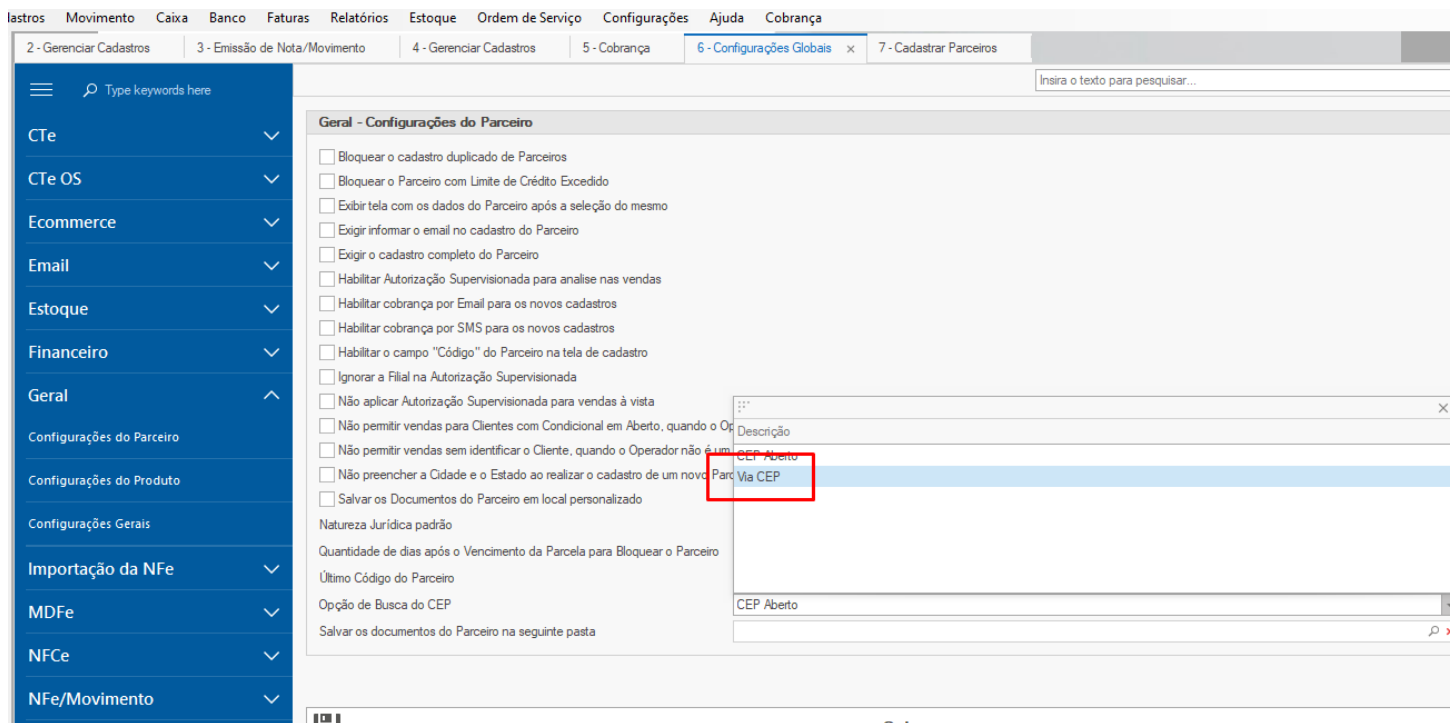 Movimento Caixa Banco Faturas Relatórios Estoque Ordem de Serviço Configurações Ajuda Cobrança
2 - Gerenciar Cadastros 3 - Emissão de Nota/Movimento 4 - Gerenciar Cadastros 5 - Cobrança 6 - Configurações Globais × 7 - Cadastrar Parceiros
Type keywords here
Insira o texto para pesquisar...
CTe
CTe OS
Ecommerce
Email
Estoque
Financeiro
Geral
Configurações do Parceiro
Configurações do Produto
Configurações Gerais
Importação da NFe
MDFe
NFCe
NFe/Movimento
Geral - Configurações do Parceiro
Bloquear o cadastro duplicado de Parceiros
Bloquear o Parceiro com Limite de Crédito Excedido
Exibir tela com os dados do Parceiro após a seleção do mesmo
Exigir informar o email no cadastro do Parceiro
Exigir o cadastro completo do Parceiro
Habilitar Autorização Supervisionada para analise nas vendas
Habilitar cobrança por Email para os novos cadastros
Habilitar cobrança por SMS para os novos cadastros
Habilitar o campo "Código" do Parceiro na tela de cadastro
Ignorar a Filial na Autorização Supervisionada
Não aplicar Autorização Supervisionada para vendas à vista
Não permitir vendas para Clientes com Condicional em Aberto, quando o Op
Não permitir vendas sem identificar o Cliente, quando o Operador não é um
Não preencher a Cidade e o Estado ao realizar o cadastro de um novo Parc
Salvar os Documentos do Parceiro em local personalizado
Natureza Jurídica padrão
Quantidade de dias após o Vencimento da Parcela para Bloquear o Parceiro
Último Código do Parceiro
Opção de Busca do CEP CEP Aberto
Salvar os documentos do Parceiro na seguinte pasta
Descrição
CEP Aberto
Via CEP